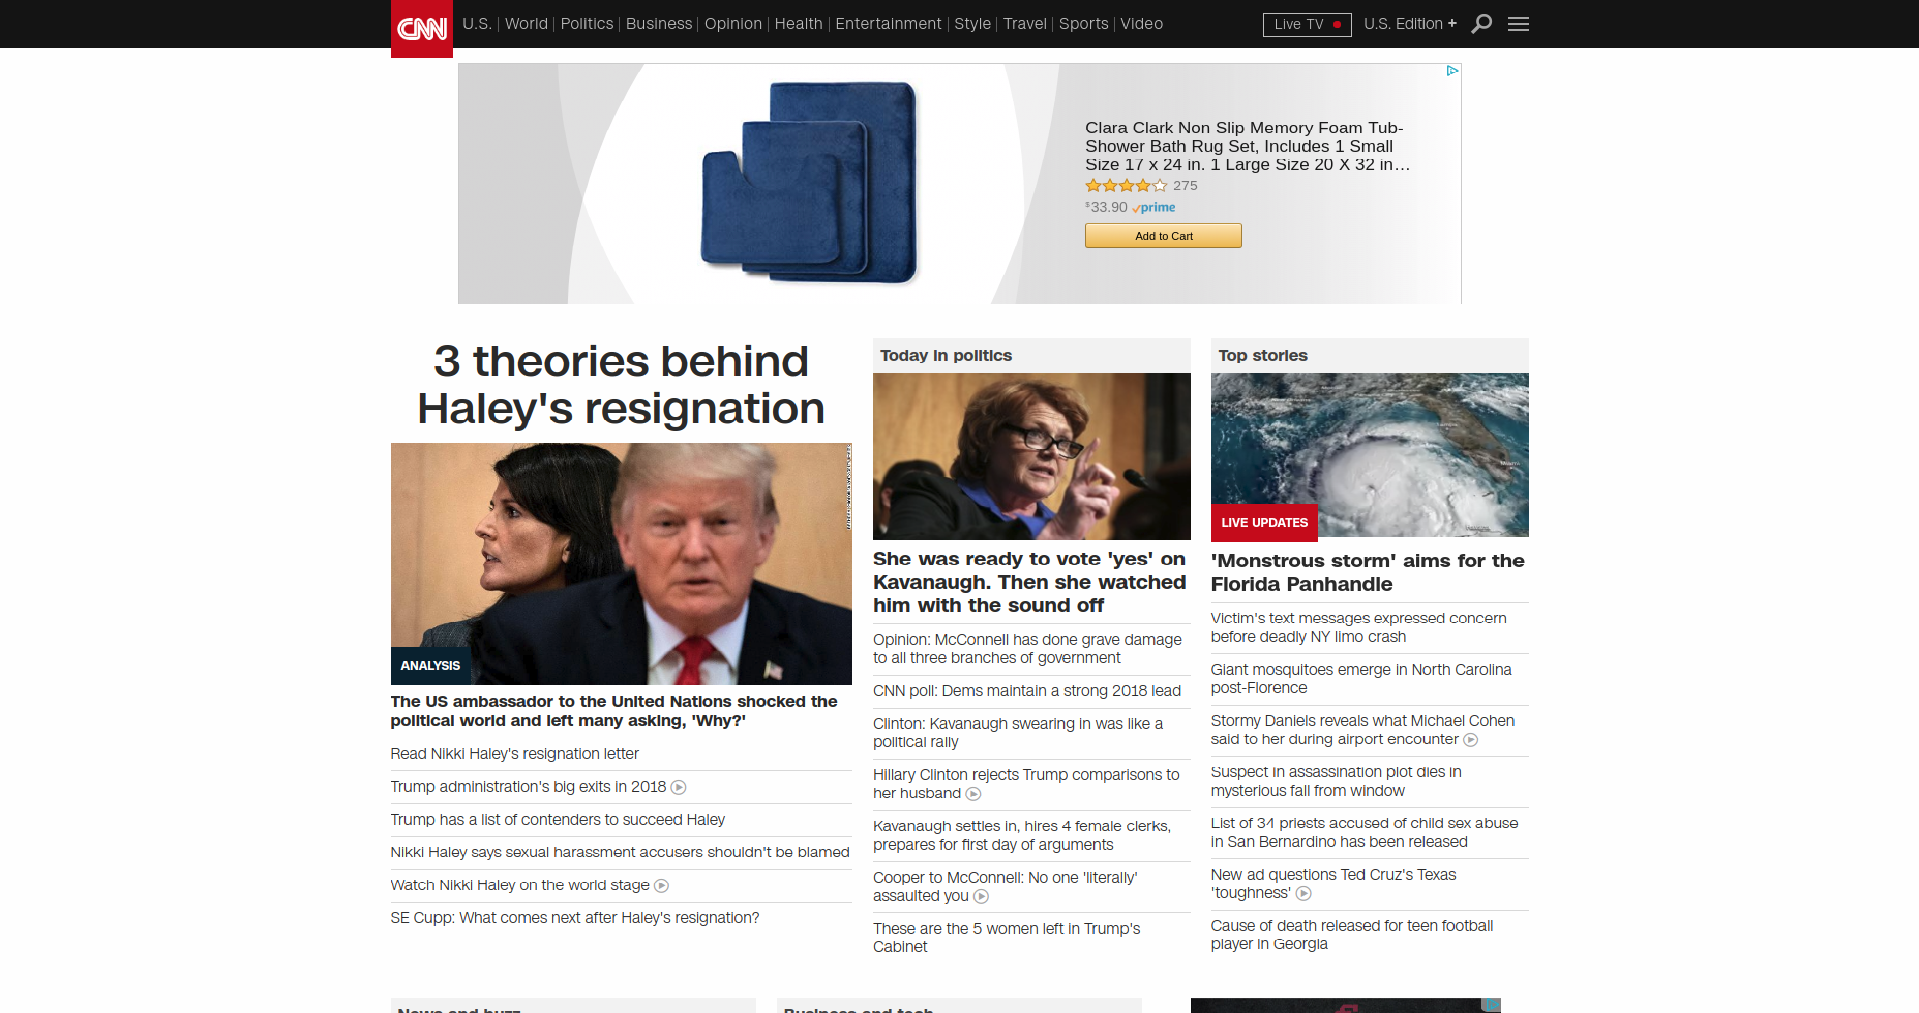 CNN U.S. World Politics Business Opinion Health Entertainment Style Travel Sports Video Live TV U.S. Edition +
Clara Clark Non Slip Memory Foam Tub-
Shower Bath Rug Set, Includes 1 Small
Size 17 x 24 in. 1 Large Size 20 X 32 in…
275
$33.90 prime
Add to Cart
3 theories behind
Haley's resignation
ANALYSIS
The US ambassador to the United Nations shocked the
political world and left many asking, 'Why?'
Read Nikki Haley's resignation letter
Trump administration's big exits in 2018
Trump has a list of contenders to succeed Haley
Nikki Haley says sexual harassment accusers shouldn't be blamed
Watch Nikki Haley on the world stage
SE Cupp: What comes next after Haley's resignation?
Today in politics
She was ready to vote 'yes' on
Kavanaugh. Then she watched
him with the sound off
Opinion: McConnell has done grave damage
to all three branches of government
CNN poll: Dems maintain a strong 2018 lead
Clinton: Kavanaugh swearing in was like a
political rally
Hillary Clinton rejects Trump comparisons to
her husband
Kavanaugh settles in, hires 4 female clerks,
prepares for first day of arguments
Cooper to McConnell: No one 'literally'
assaulted you
These are the 5 women left in Trump's
Cabinet
Top stories
LIVE UPDATES
'Monstrous storm' aims for the
Florida Panhandle
Victim's text messages expressed concern
before deadly NY limo crash
Giant mosquitoes emerge in North Carolina
post-Florence
Stormy Daniels reveals what Michael Cohen
said to her during airport encounter
Suspect in assassination plot dies in
mysterious fall from window
List of 34 priests accused of child sex abuse
in San Bernardino has been released
New ad questions Ted Cruz's Texas
'toughness'
Cause of death released for teen football
player in Georgia
News and buzz
Business and tech